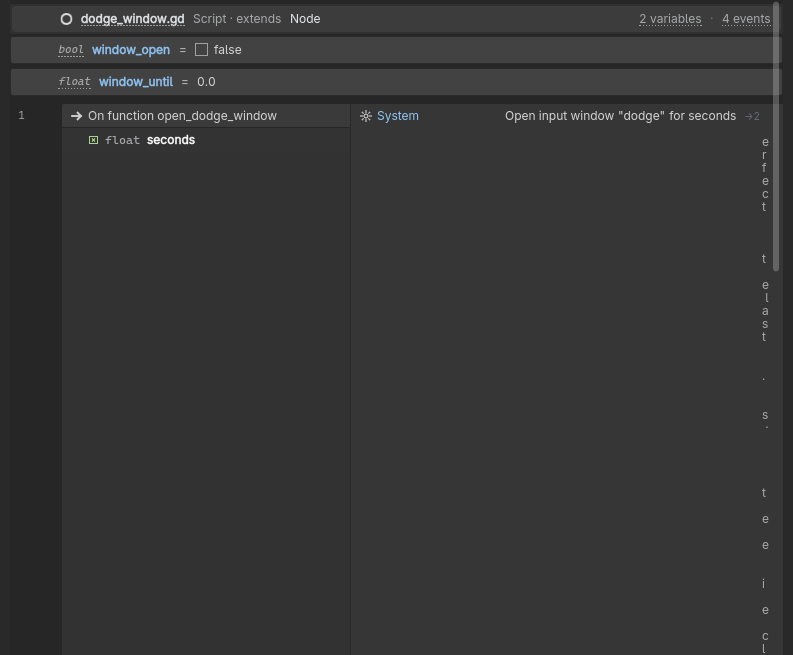 dodge_window.gd Script · extends Node 2 variables · 4 events
bool window_open = false
float window_until = 0.0
1 → On function open_dodge_window System Open input window "dodge" for seconds →2
float seconds
e
r
f
e
c
t
t
e
l
a
s
t
.
s
.
t
e
e
i
e
c
l